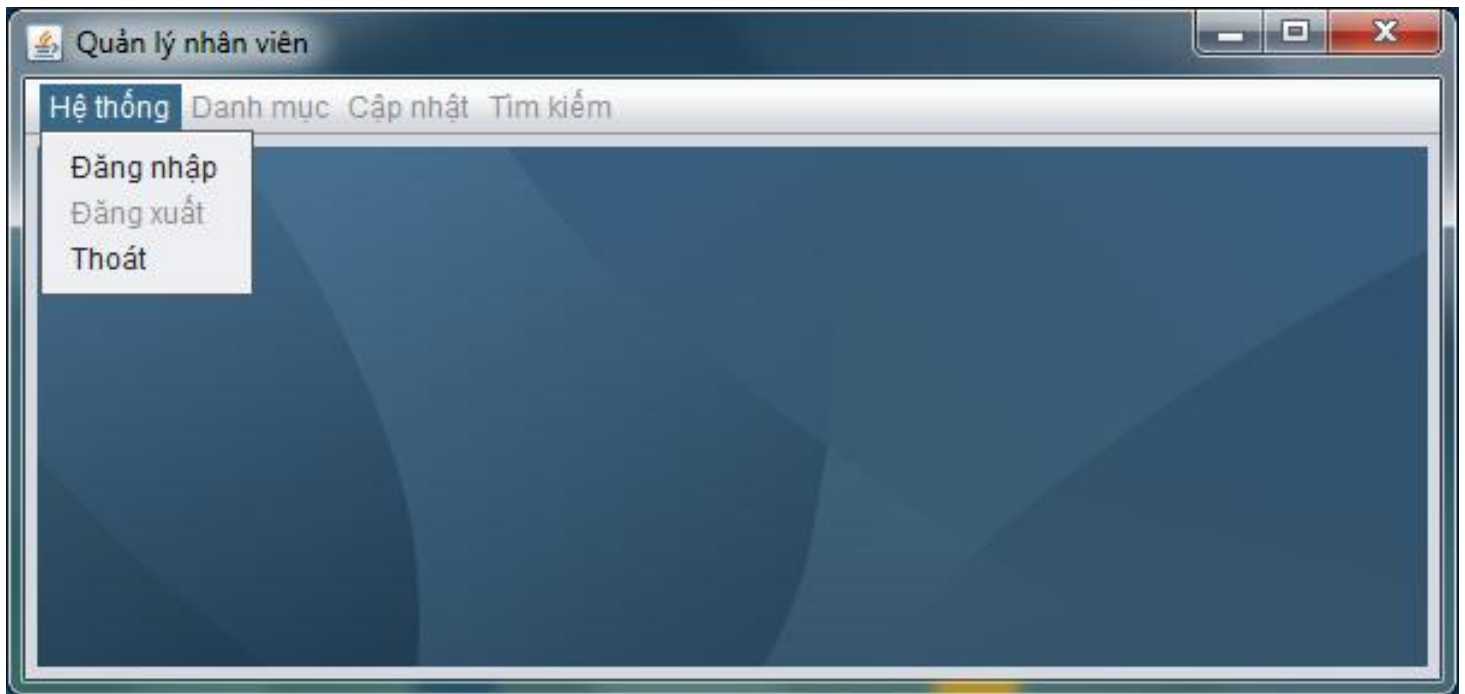 Quản lý nhân viên
Hệ thống Danh mục Cập nhật Tìm kiếm
Đăng nhập
Đăng xuất
Thoát